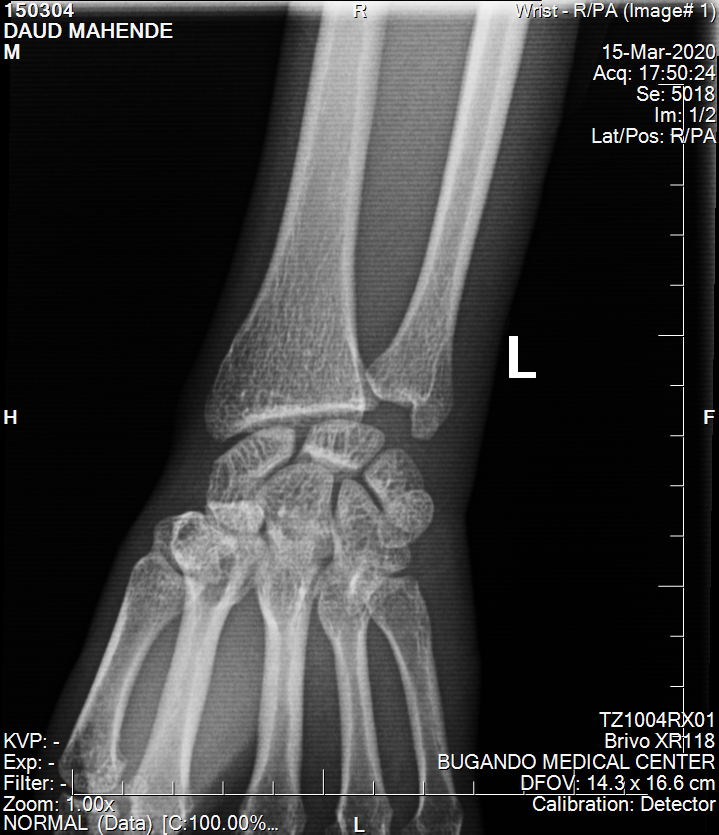 150304
DAUD MAHENDE
M
R
Wrist - R/PA (Image# 1)
15-Mar-2020
Acq: 17:50:24
Se: 5018
Im: 1/2
Lat/Pos: R/PA
L
H
F
KVP: -
Exp: -
Filter: -
Zoom: 1.00x
NORMAL (Data) [C:100.00%...
L
TZ1004RX01
Brivo XR118
BUGANDO MEDICAL CENTER
DFOV: 14.3 x 16.6 cm
Calibration: Detector